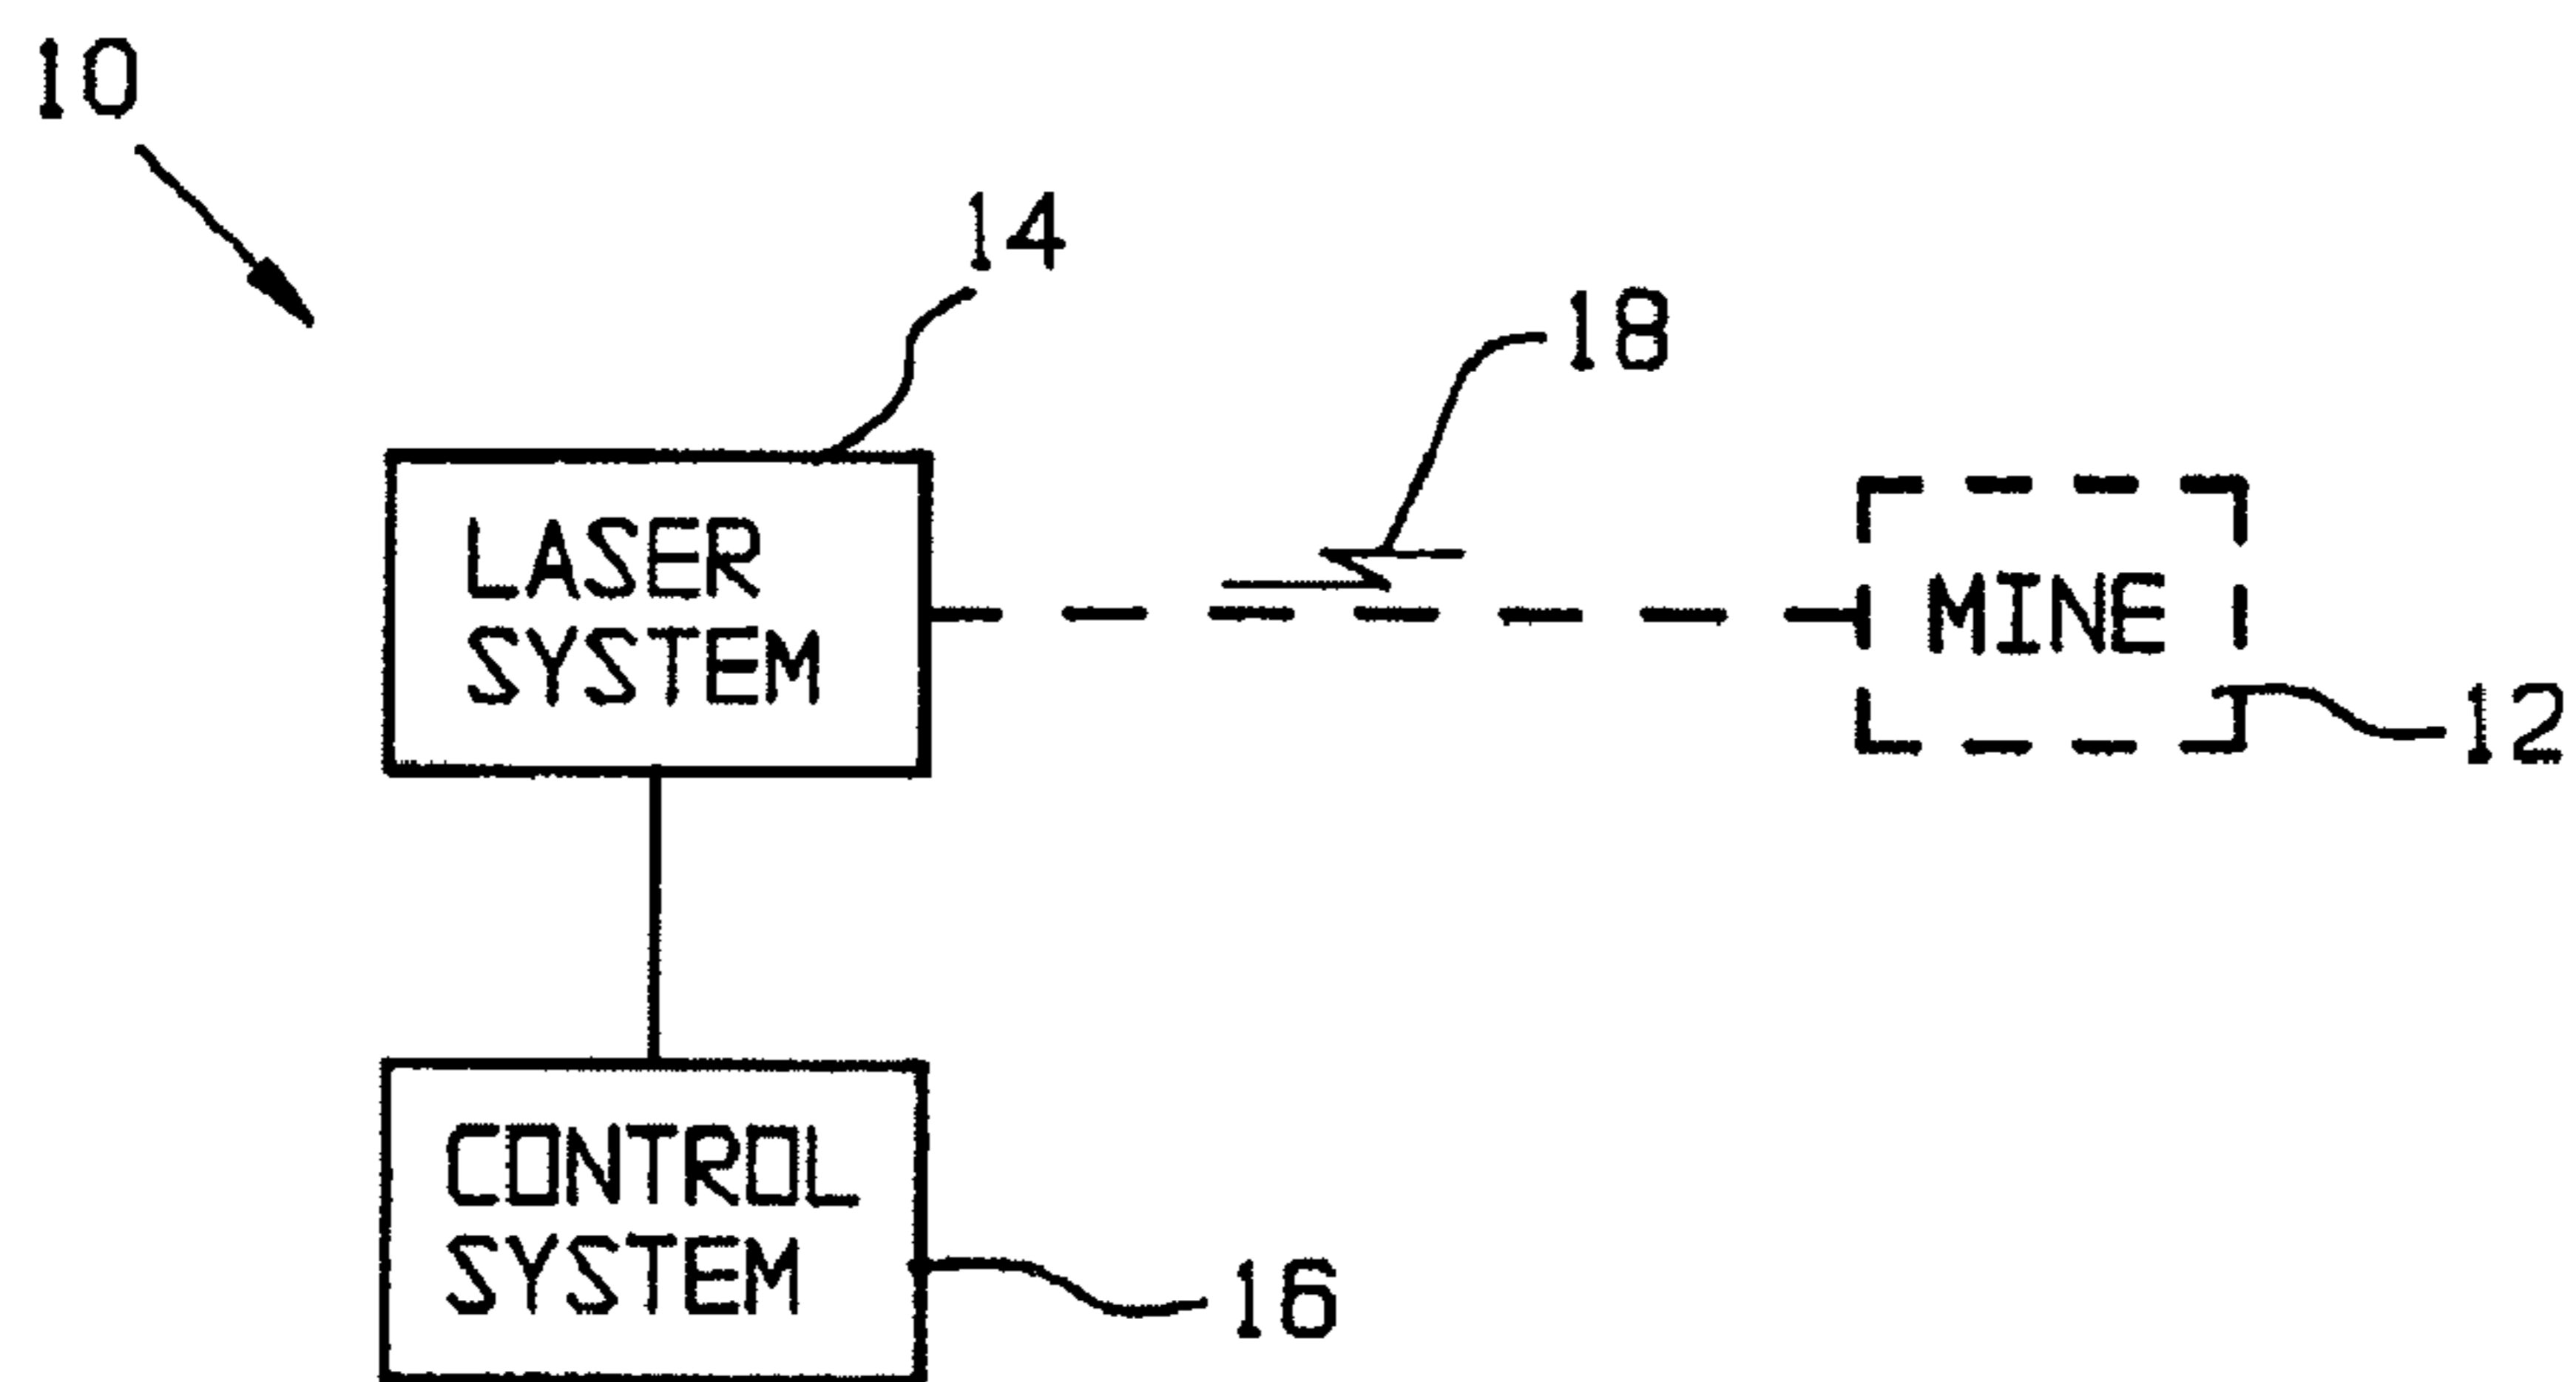 10
14
18
LASER
SYSTEM
MINE
12
CONTROL
SYSTEM
16